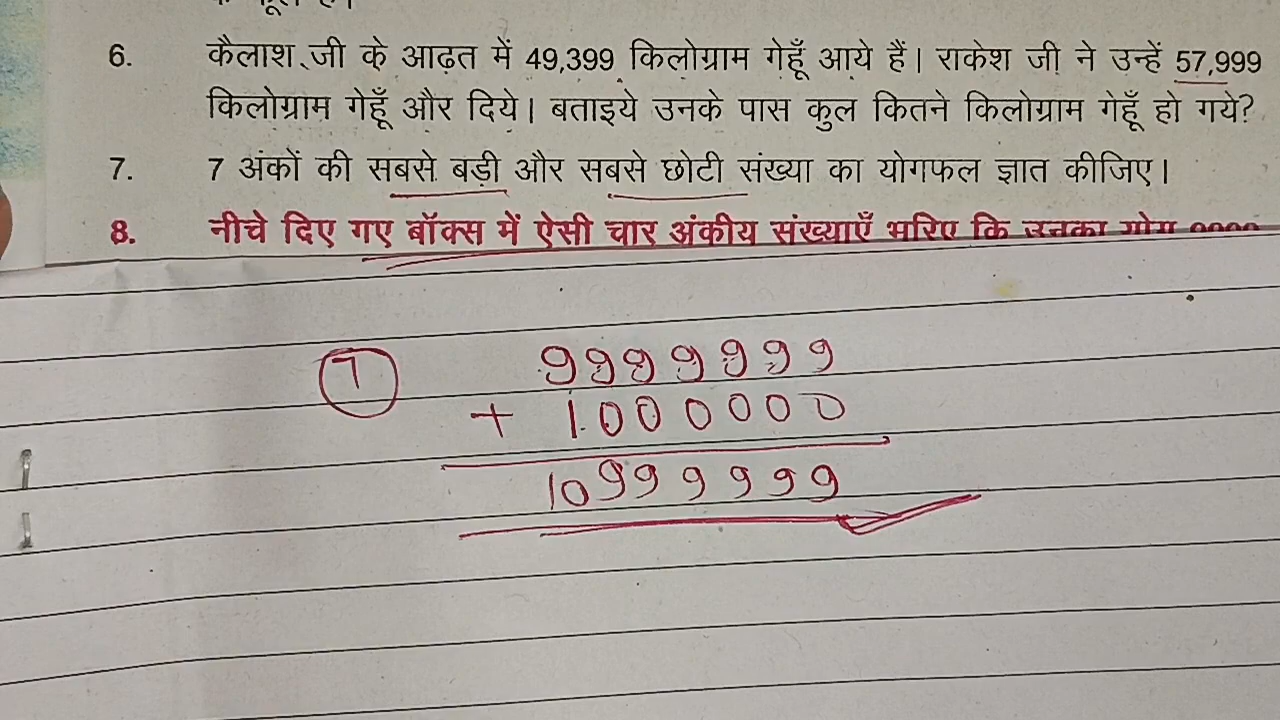 6. कैलाश जी के आढ़त में 49,399 किलोग्राम गेहूँ आये हैं। राकेश जी ने उन्हें 57,999
किलोग्राम गेहूँ और दिये। बताइये उनके पास कुल कितने किलोग्राम गेहूँ हो गये?
7. 7 अंकों की सबसे बड़ी और सबसे छोटी संख्या का योगफल ज्ञात कीजिए।
8. नीचे दिए गए बॉक्स में ऐसी चार अंकीय संख्याएँ भरिए कि उनका योग
7 9999999
+ 1000000
10999999